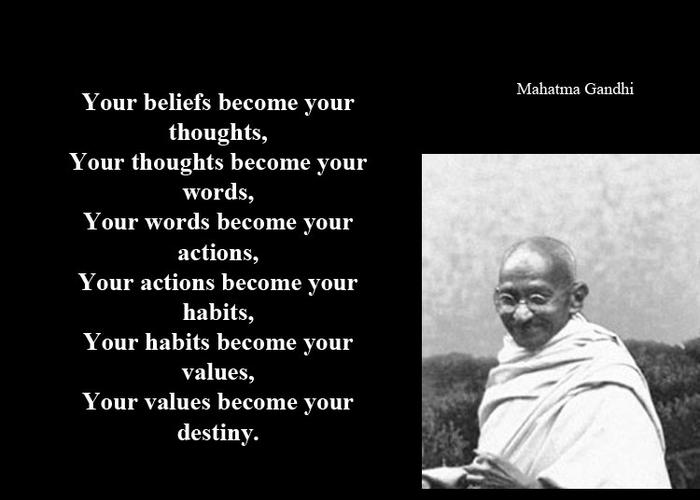 Mahatma Gandhi
Your beliefs become your
thoughts,
Your thoughts become your
words,
Your words become your
actions,
Your actions become your
habits,
Your habits become your
values,
Your values become your
destiny.